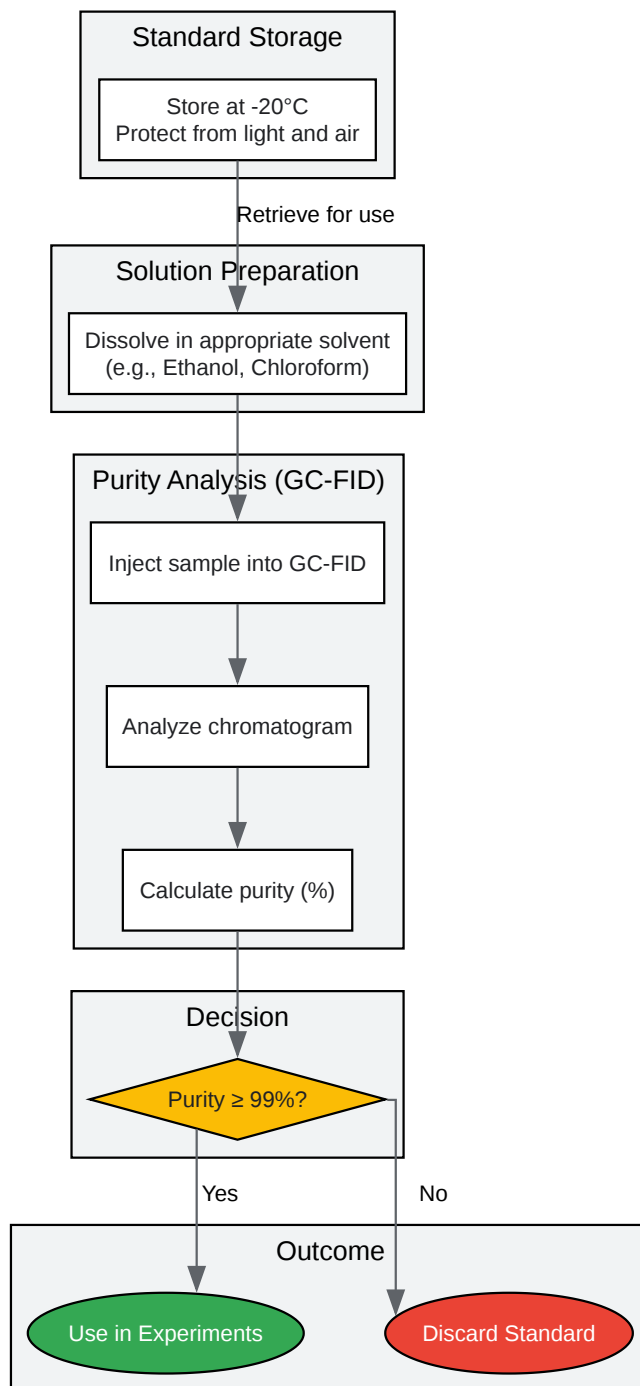 Standard Storage
Store at -20°C
Protect from light and air
Retrieve for use
Solution Preparation
Dissolve in appropriate solvent
(e.g., Ethanol, Chloroform)
Purity Analysis (GC-FID)
Inject sample into GC-FID
Analyze chromatogram
Calculate purity (%)
Decision
Purity ≥ 99%?
Yes
No
Outcome
Use in Experiments
Discard Standard